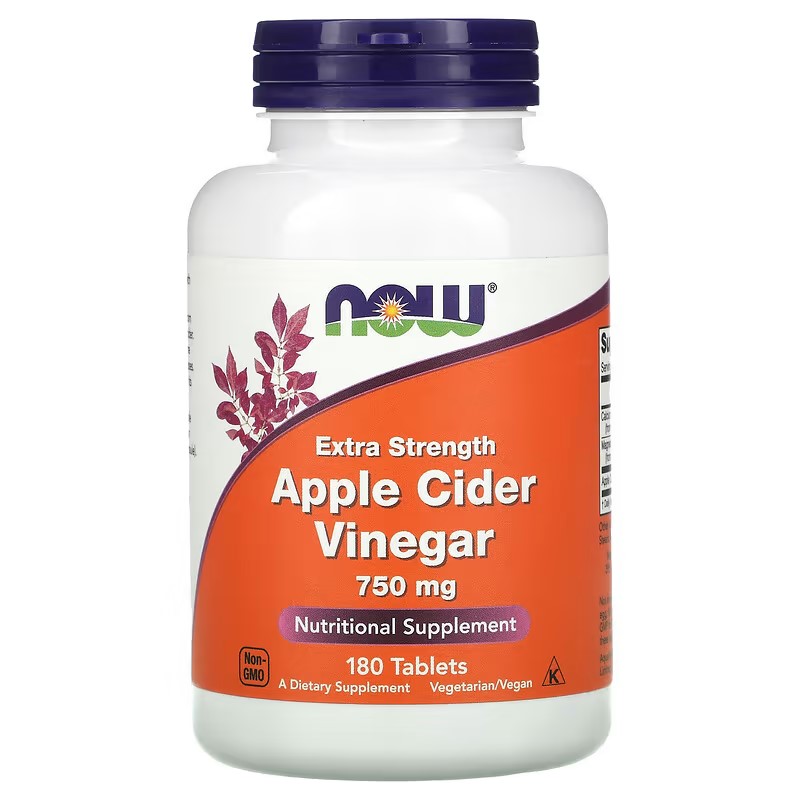 NOW®
Extra Strength
Apple Cider
Vinegar
750 mg
Nutritional Supplement
Non-
GMO
180 Tablets
A Dietary Supplement Vegetarian/Vegan
K